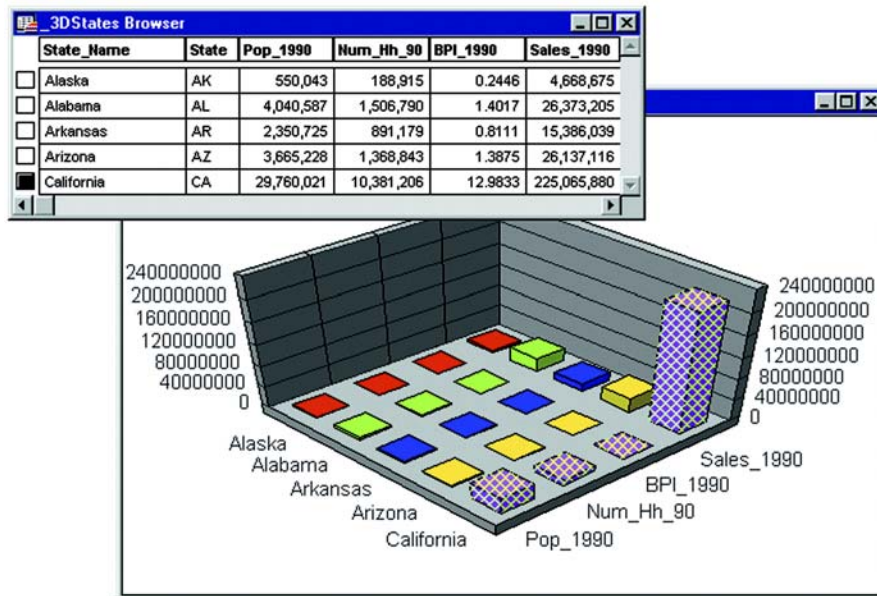 _3DStates Browser
State_Name State Pop_1990 Num_Hh_90 BPI_1990 Sales_1990
Alaska AK 550,043 188,915 0.2446 4,668,675
Alabama AL 4,040,587 1,506,790 1.4017 26,373,205
Arkansas AR 2,350,725 891,179 0.8111 15,386,039
Arizona AZ 3,665,228 1,368,843 1.3875 26,137,116
California CA 29,760,021 10,381,206 12.9833 225,065,880
240000000
200000000
160000000
120000000
80000000
40000000
0
240000000
200000000
160000000
120000000
80000000
40000000
0
Alaska
Alabama
Arkansas
Arizona
California
Sales_1990
BPI_1990
Num_Hh_90
Pop_1990